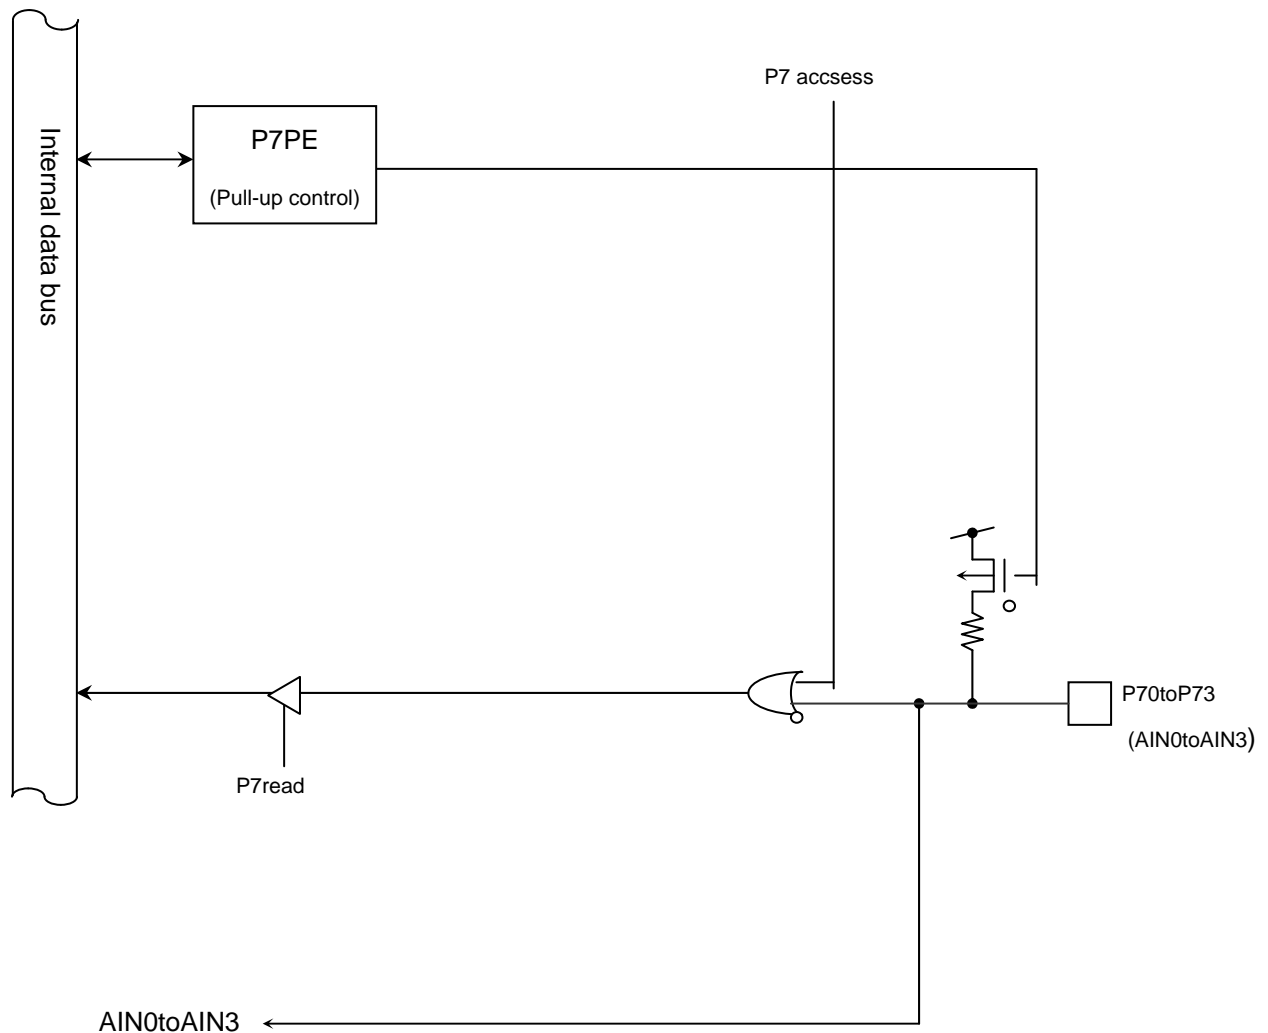 P7 accsess
P7PE
(Pull-up control)
Internal data bus
P70toP73
(AIN0toAIN3)
P7read
AIN0toAIN3